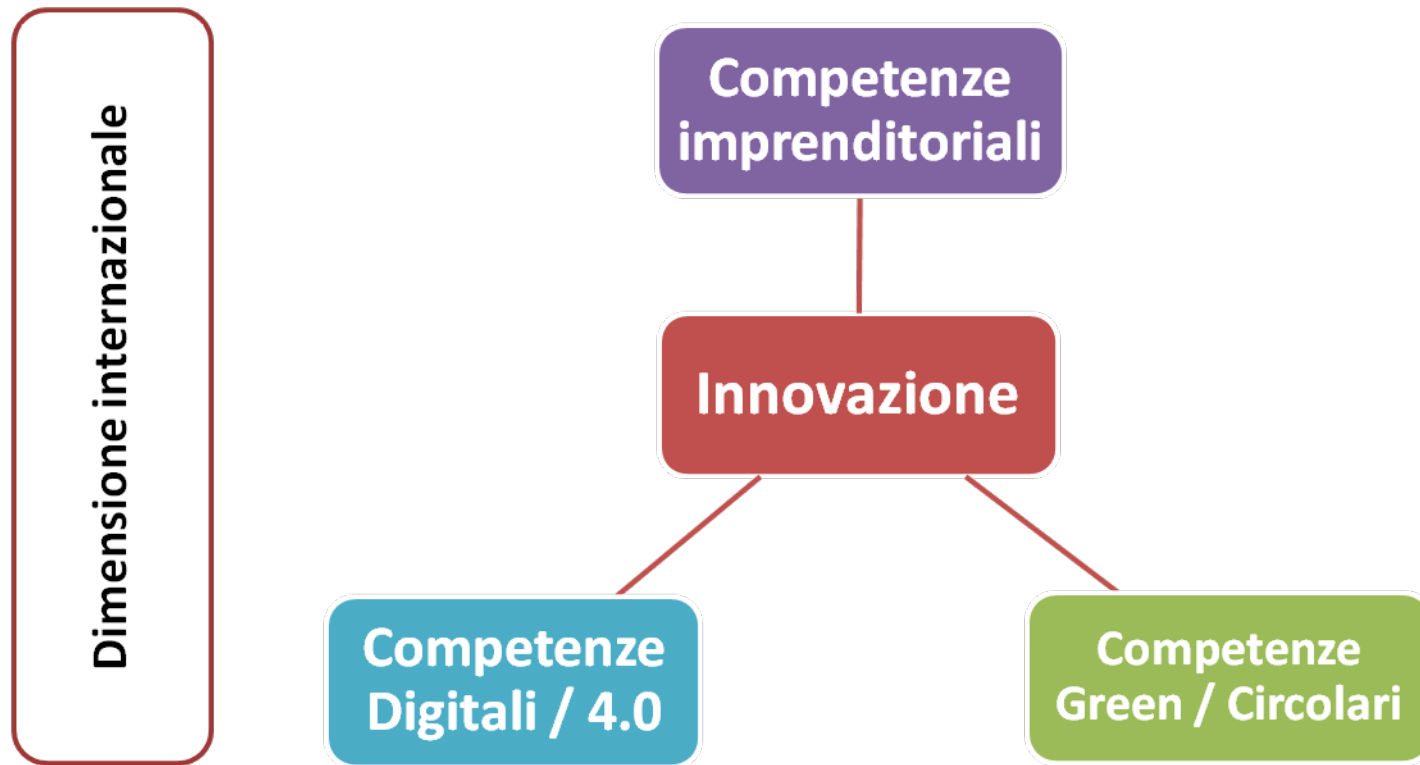 Dimensione internazionale
Competenze
imprenditoriali
Innovazione
Competenze
Digitali / 4.0
Competenze
Green / Circolari